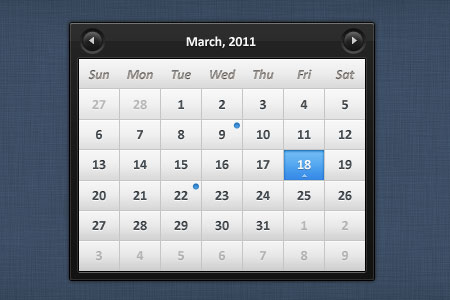 March, 2011
Sun Mon Tue Wed Thu Fri Sat
27 28 1 2 3 4 5
6 7 8 9 10 11 12
13 14 15 16 17 18 19
20 21 22 23 24 25 26
27 28 29 30 31 1 2
3 4 5 6 7 8 9